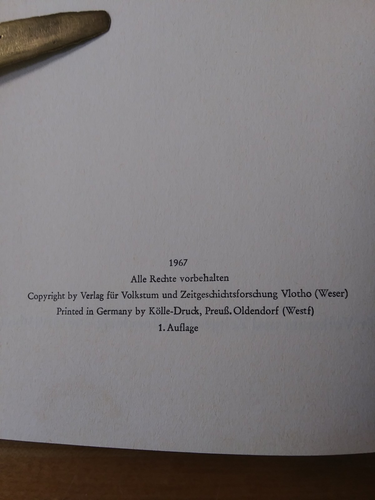 1967
Alle Rechte vorbehalten
Copyright by Verlag für Volkstum und Zeitgeschichtsforschung Vlotho (Weser)
Printed in Germany by Kölle-Druck, Preuß. Oldendorf (Westf)
1. Auflage